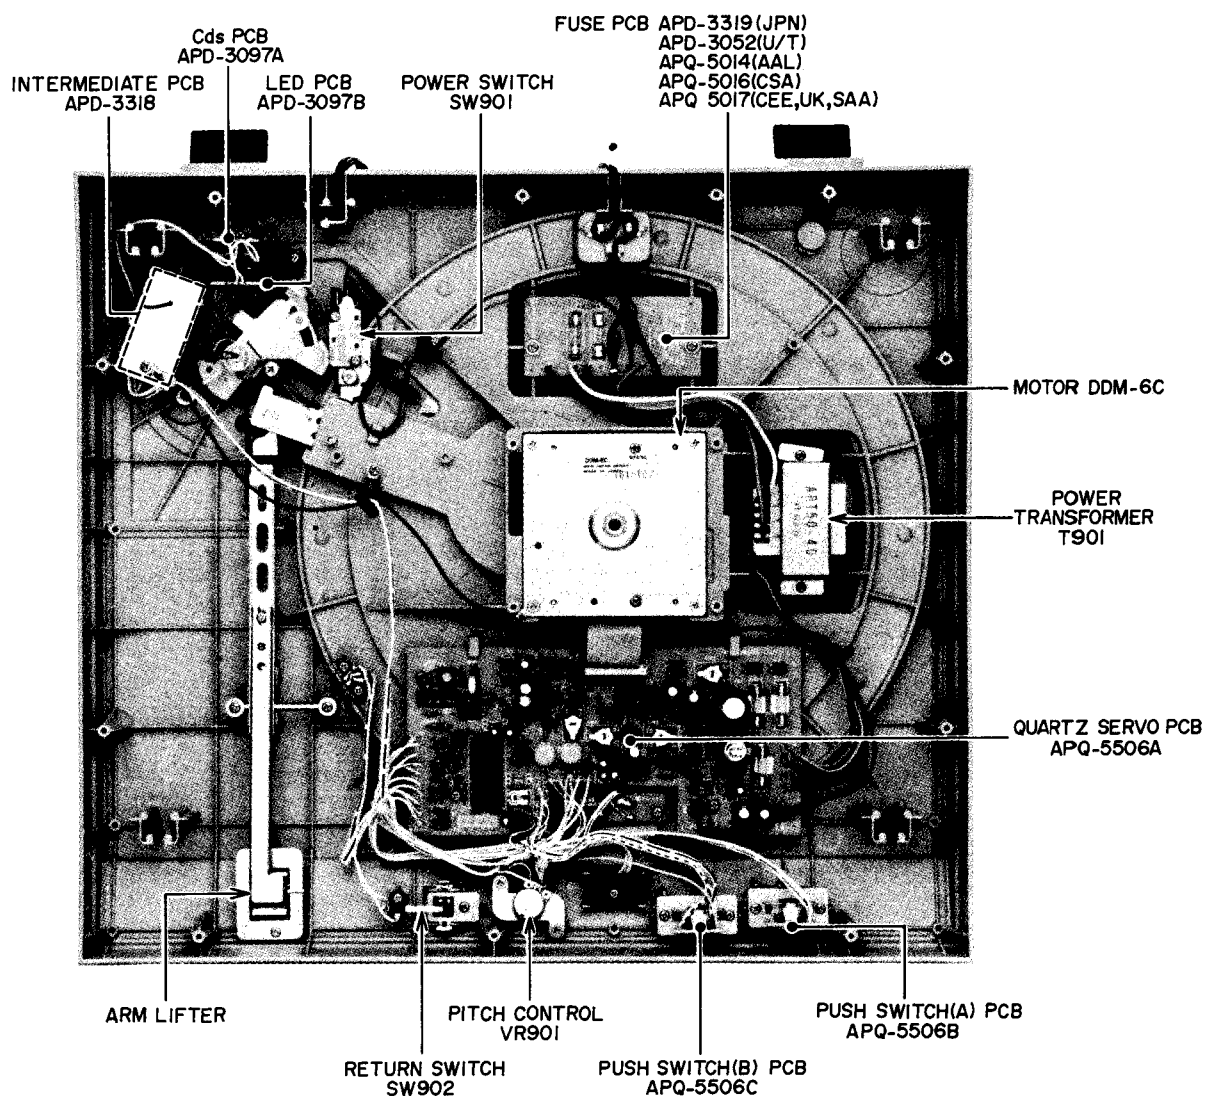 FUSE PCB APD-3319(JPN)
APD-3052(U/T)
APQ-5014(AAL)
APQ-5016(CSA)
APQ 5017(CEE,UK,SAA)
Cds PCB
APD-3097A
INTERMEDIATE PCB
APD-3318
LED PCB
APD-3097B
POWER SWITCH
SW901
MOTOR DDM-6C
POWER
TRANSFORMER
T901
QUARTZ SERVO PCB
APQ-5506A
ARM LIFTER
PITCH CONTROL
VR901
PUSH SWITCH(A) PCB
APQ-5506B
RETURN SWITCH
SW902
PUSH SWITCH(B) PCB
APQ-5506C